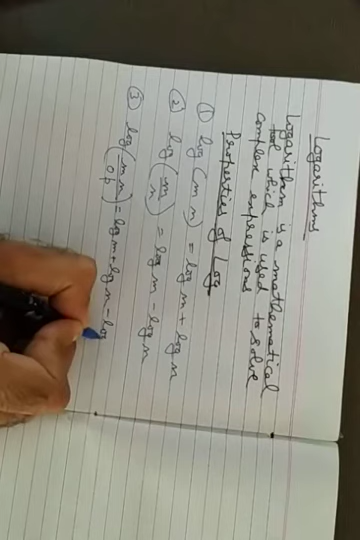 Logarithms
Logarithm is a mathematical
tool which is used to solve
complex expressions
Properties of Log
① log (m n) = log m + log n
② log (m/n) = log m - log n
③ log (mn/op) = log m + log n - log